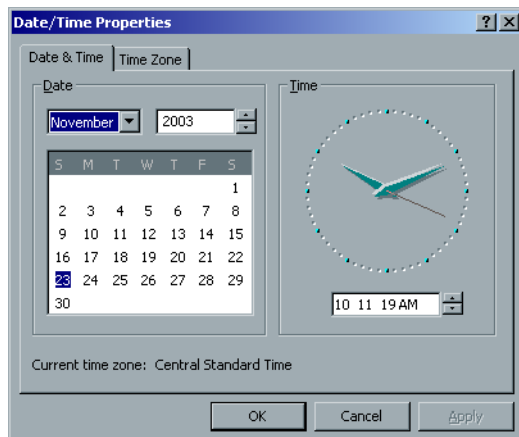 Date/Time Properties
Date & Time Time Zone
Date
Time
November 2003
S M T W T F S
1
2 3 4 5 6 7 8
9 10 11 12 13 14 15
16 17 18 19 20 21 22
23 24 25 26 27 28 29
30
10 11 19 AM
Current time zone: Central Standard Time
OK Cancel Apply